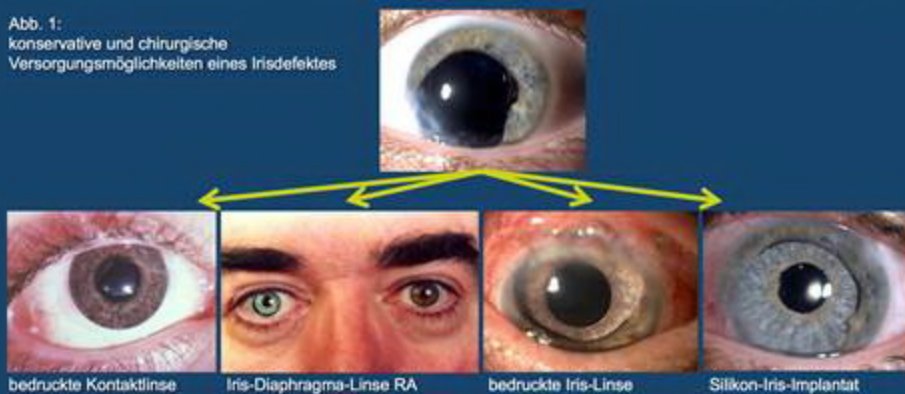 Abb. 1:
konservative und chirurgische
Versorgungsmöglichkeiten eines Irisdefektes
bedruckte Kontaktlinse
Iris-Diaphragma-Linse RA
bedruckte Iris-Linse
Silikon-Iris-Implantat